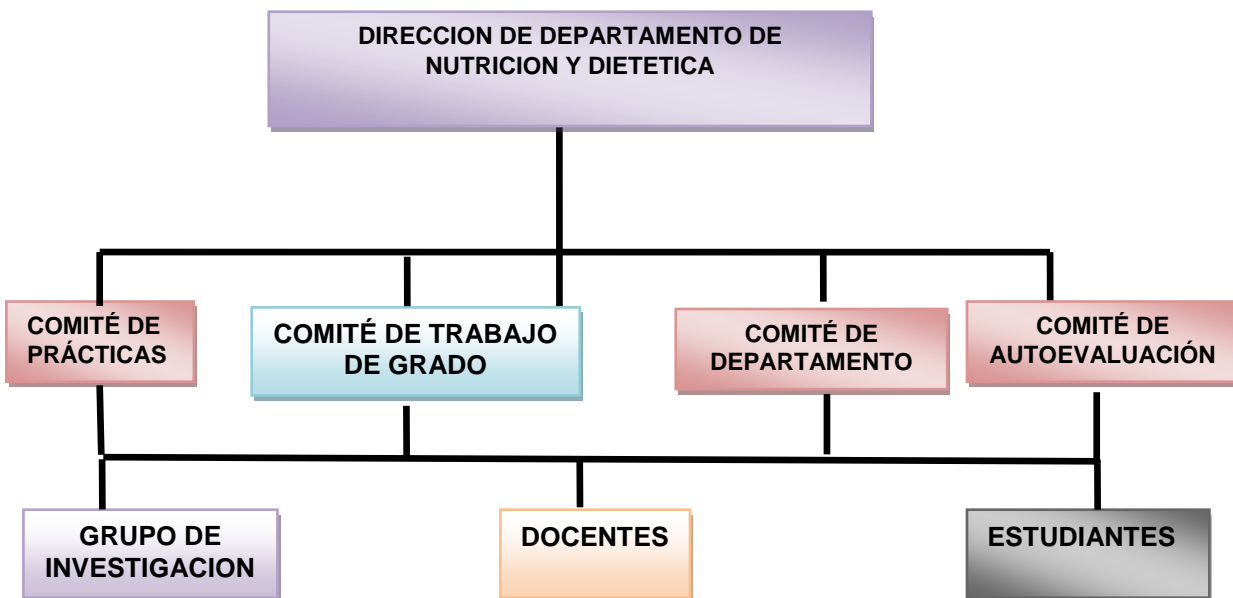 DIRECCION DE DEPARTAMENTO DE
NUTRICION Y DIETETICA
COMITÉ DE
PRÁCTICAS
COMITÉ DE TRABAJO
DE GRADO
COMITÉ DE
DEPARTAMENTO
COMITÉ DE
AUTOEVALUACIÓN
GRUPO DE
INVESTIGACION
DOCENTES
ESTUDIANTES